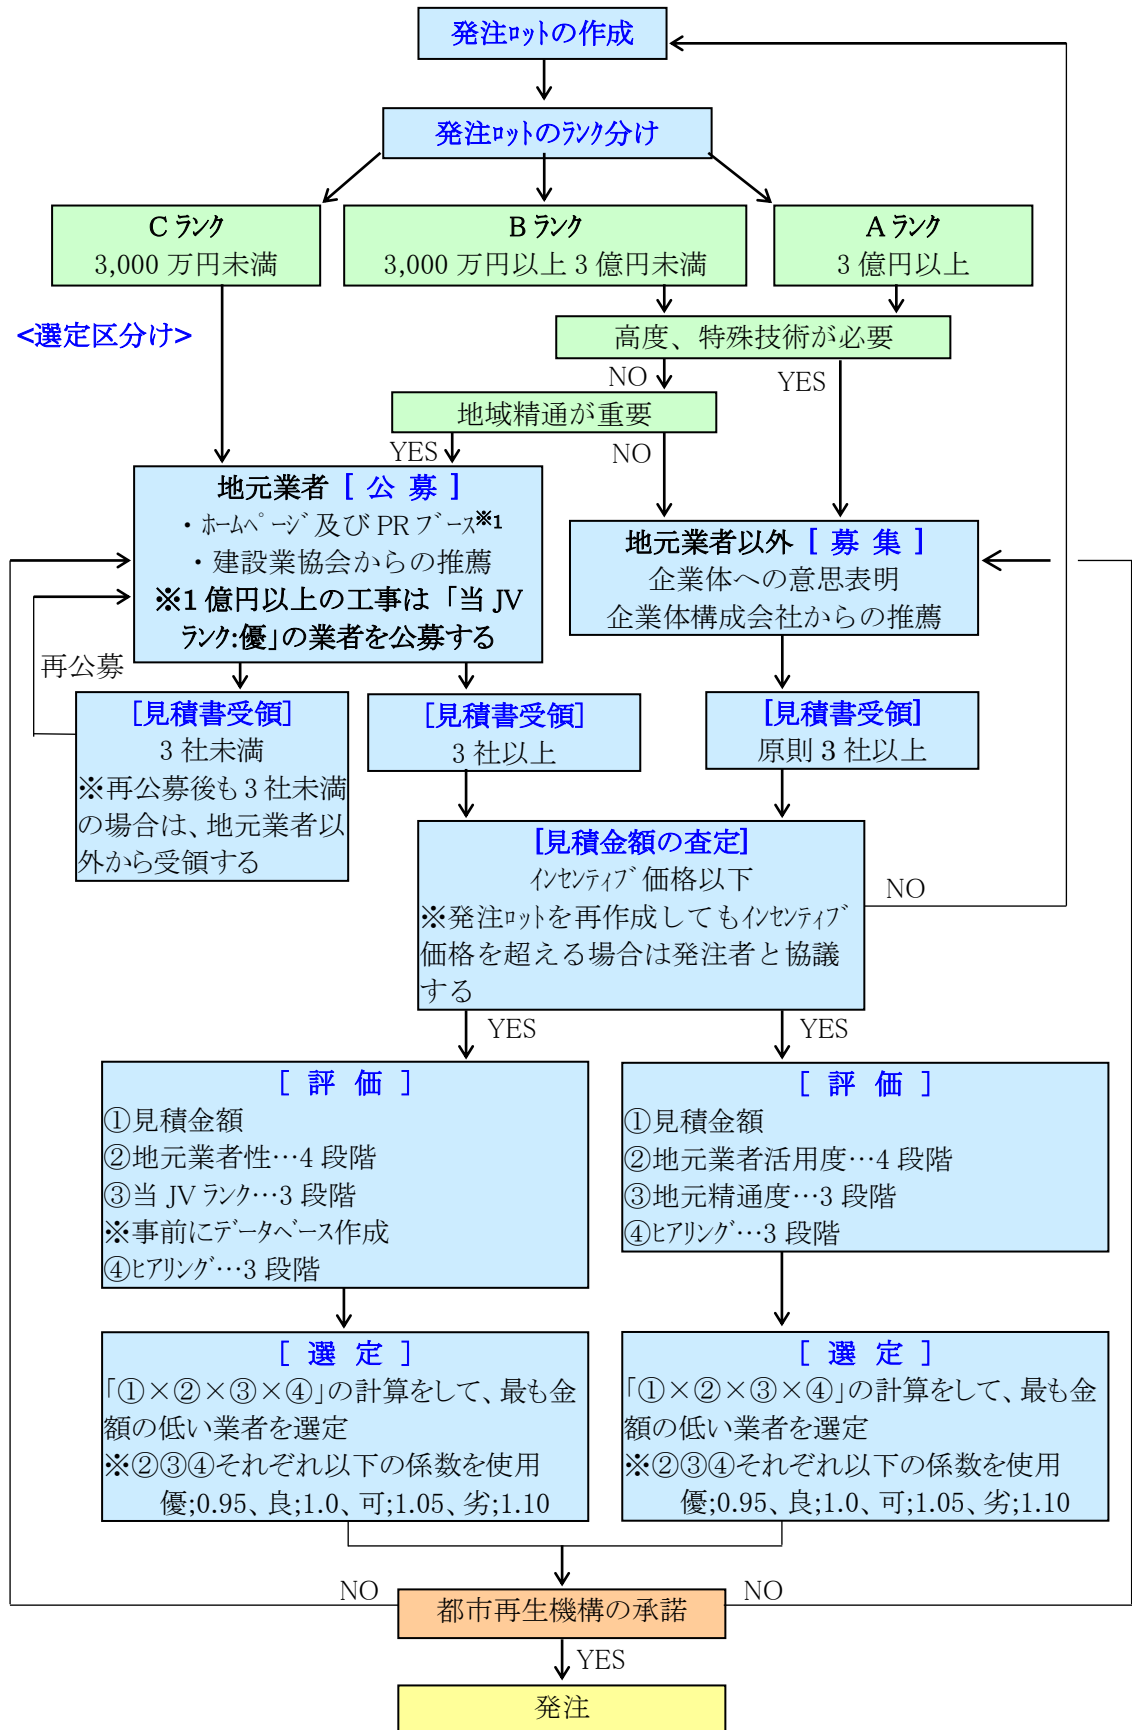 発注ﾛｯﾄの作成
発注ﾛｯﾄのﾗﾝｸ分け
C ﾗﾝｸ
3,000 万円未満
B ﾗﾝｸ
3,000 万円以上 3 億円未満
A ﾗﾝｸ
3 億円以上
<選定区分け>
高度、特殊技術が必要
NO
YES
地域精通が重要
YES
NO
地元業者 [ 公 募 ]
・ﾎｰﾑﾍﾟｰｼﾞ及び PR ﾌﾞｰｽ※1
・建設業協会からの推薦
※1 億円以上の工事は「当 JV
ﾗﾝｸ:優」の業者を公募する
地元業者以外 [ 募 集 ]
企業体への意思表明
企業体構成会社からの推薦
再公募
[見積書受領]
3 社未満
※再公募後も 3 社未満
の場合は、地元業者以
外から受領する
[見積書受領]
3 社以上
[見積書受領]
原則 3 社以上
[見積金額の査定]
ｲﾝｾﾝﾃｨﾌﾞ価格以下
※発注ﾛｯﾄを再作成してもｲﾝｾﾝﾃｨﾌﾞ
価格を超える場合は発注者と協議
する
NO
YES
YES
[ 評 価 ]
①見積金額
②地元業者性…4 段階
③当 JV ﾗﾝｸ…3 段階
※事前にﾃﾞｰﾀﾍﾞｰｽ作成
④ﾋｱﾘﾝｸﾞ…3 段階
[ 評 価 ]
①見積金額
②地元業者活用度…4 段階
③地元精通度…3 段階
④ﾋｱﾘﾝｸﾞ…3 段階
[ 選 定 ]
「①×②×③×④」の計算をして、最も金
額の低い業者を選定
※②③④それぞれ以下の係数を使用
優;0.95、良;1.0、可;1.05、劣;1.10
[ 選 定 ]
「①×②×③×④」の計算をして、最も金
額の低い業者を選定
※②③④それぞれ以下の係数を使用
優;0.95、良;1.0、可;1.05、劣;1.10
NO
都市再生機構の承諾
NO
YES
発注